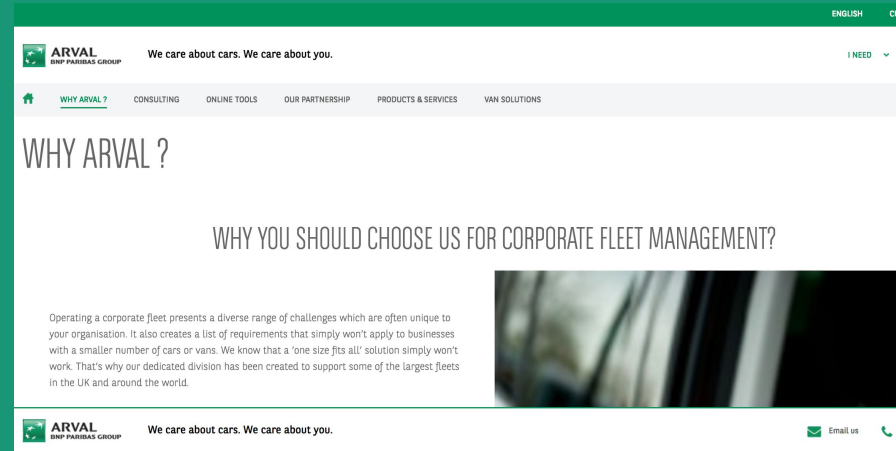 ENGLISH
ARVAL
BNP PARIBAS GROUP
We care about cars. We care about you.
I NEED
WHY ARVAL ? CONSULTING ONLINE TOOLS OUR PARTNERSHIP PRODUCTS & SERVICES VAN SOLUTIONS
WHY ARVAL ?
WHY YOU SHOULD CHOOSE US FOR CORPORATE FLEET MANAGEMENT?
Operating a corporate fleet presents a diverse range of challenges which are often unique to
your organisation. It also creates a list of requirements that simply won't apply to businesses
with a smaller number of cars or vans. We know that a 'one size fits all' solution simply won't
work. That's why our dedicated division has been created to support some of the largest fleets
in the UK and around the world.
ARVAL
BNP PARIBAS GROUP
We care about cars. We care about you.
Email us